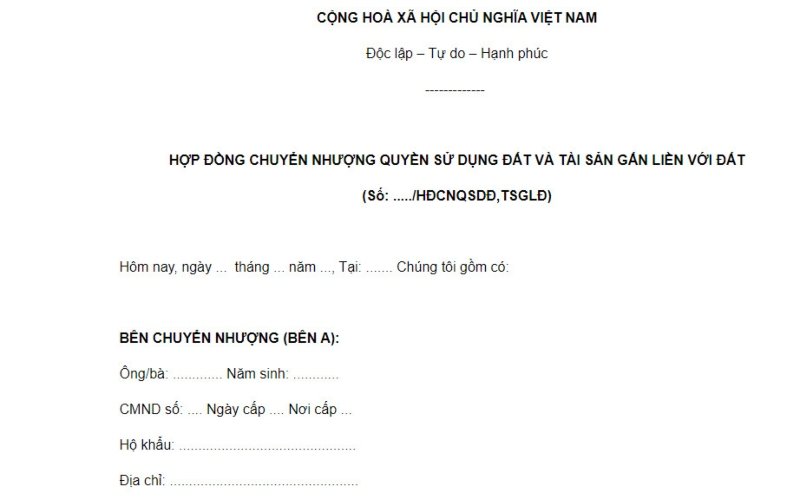 CỘNG HOÀ XÃ HỘI CHỦ NGHĨA VIỆT NAM
Độc lập – Tự do – Hạnh phúc
-------------
HỢP ĐỒNG CHUYỂN NHƯỢNG QUYỀN SỬ DỤNG ĐẤT VÀ TÀI SẢN GẮN LIỀN VỚI ĐẤT
(Số: ...../HĐCNQSDĐ,TSGLĐ)
Hôm nay, ngày ... tháng ... năm ..., Tại: ....... Chúng tôi gồm có:
BÊN CHUYỂN NHƯỢNG (BÊN A):
Ông/bà: ............. Năm sinh: ............
CMND số: .... Ngày cấp .... Nơi cấp ...
Hộ khẩu: ..............................................
Địa chỉ: .................................................